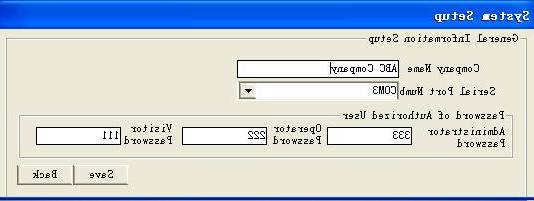 System Setup
General Information Setup
Company Name ABC Company
Serial Port Numb COM3
Password of Authorized User
Administrator Password 333 Operator Password 222 Visitor Password 111
Save Back